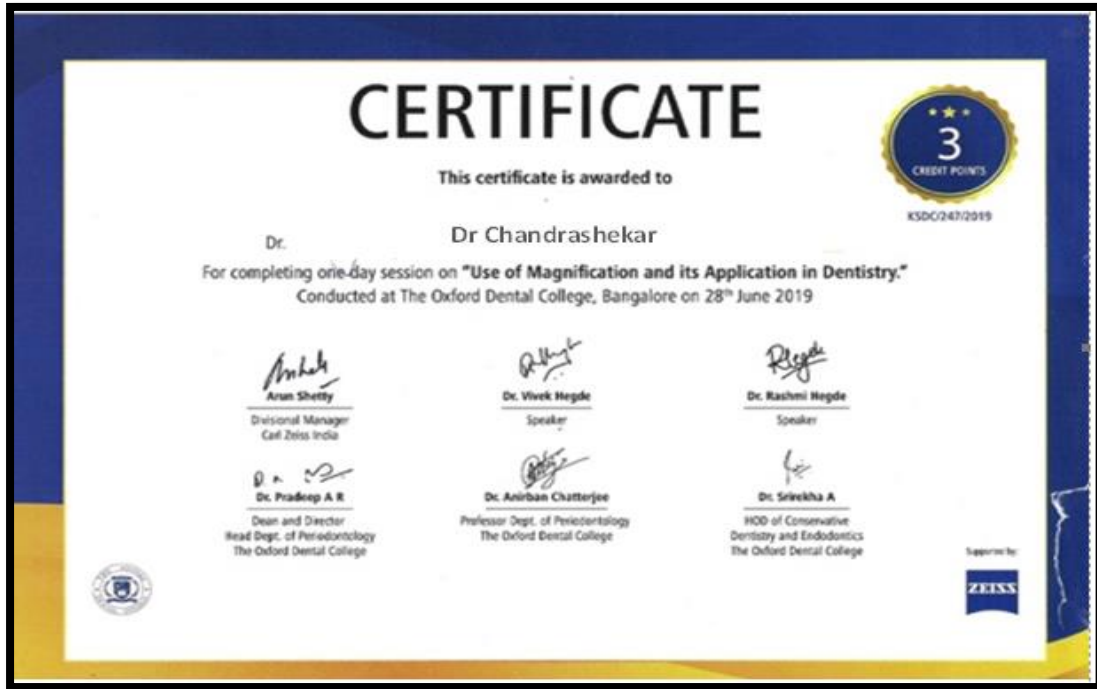 CERTIFICATE
3
CREDIT POINTS
KSDC/247/2019
This certificate is awarded to
Dr. Dr Chandrashekar
For completing one-day session on "Use of Magnification and its Application in Dentistry."
Conducted at The Oxford Dental College, Bangalore on 28th June 2019
Arun Shetty
Divisional Manager
Carl Zeiss India
Dr. Vivek Hegde
Speaker
Dr. Rashmi Hegde
Speaker
Dr. Pradeep A R
Dean and Director
Head Dept. of Periodontology
The Oxford Dental College
Dr. Anirban Chatterjee
Professor Dept. of Periodontology
The Oxford Dental College
Dr. Srirekha A
HOD of Conservative
Dentistry and Endodontics
The Oxford Dental College
Supported by:
ZEISS